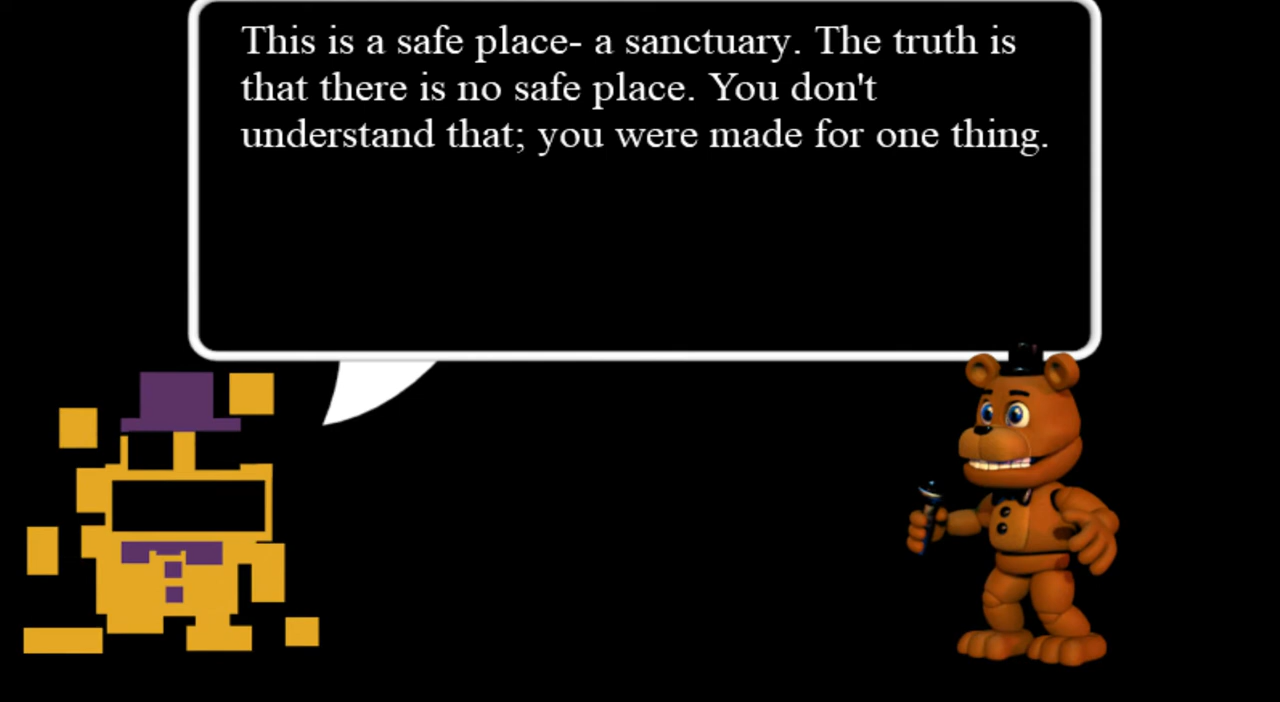 This is a safe place- a sanctuary. The truth is
that there is no safe place. You don't
understand that; you were made for one thing.